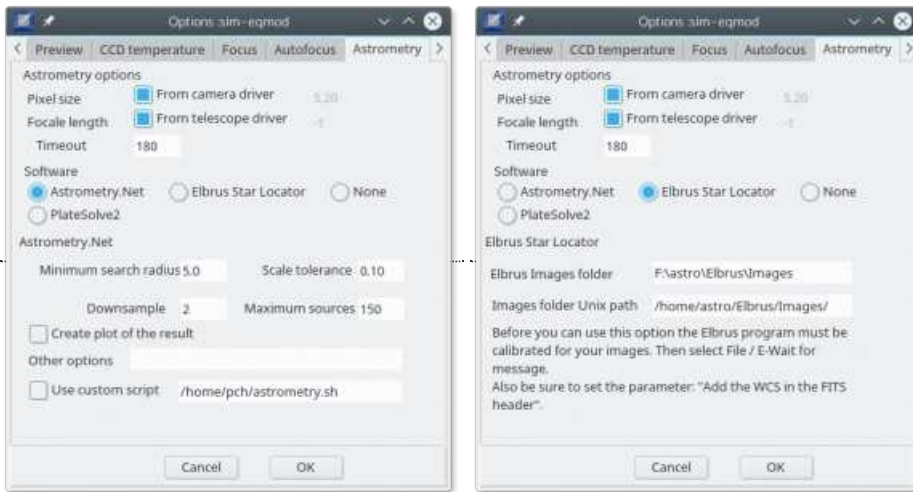 Options :sim-eqmod
Preview CCD temperature Focus Autofocus Astrometry
Astrometry options
Pixel size From camera driver 5.20
Focale length From telescope driver -1
Timeout 180
Software
Astrometry.Net Elbrus Star Locator None
PlateSolve2
Astrometry.Net
Minimum search radius 5.0 Scale tolerance 0.10
Downsample 2 Maximum sources 150
Create plot of the result
Other options
Use custom script /home/pch/astrometry.sh
Cancel OK
Options :sim-eqmod
Preview CCD temperature Focus Autofocus Astrometry
Astrometry options
Pixel size From camera driver 5.20
Focale length From telescope driver -1
Timeout 180
Software
Astrometry.Net Elbrus Star Locator None
PlateSolve2
Elbrus Star Locator
Elbrus Images folder F:\astro\Elbrus\Images
Images folder Unix path /home/astro/Elbrus/Images/
Before you can use this option the Elbrus program must be
calibrated for your images. Then select File / E-Wait for
message.
Also be sure to set the parameter: "Add the WCS in the FITS
header".
Cancel OK